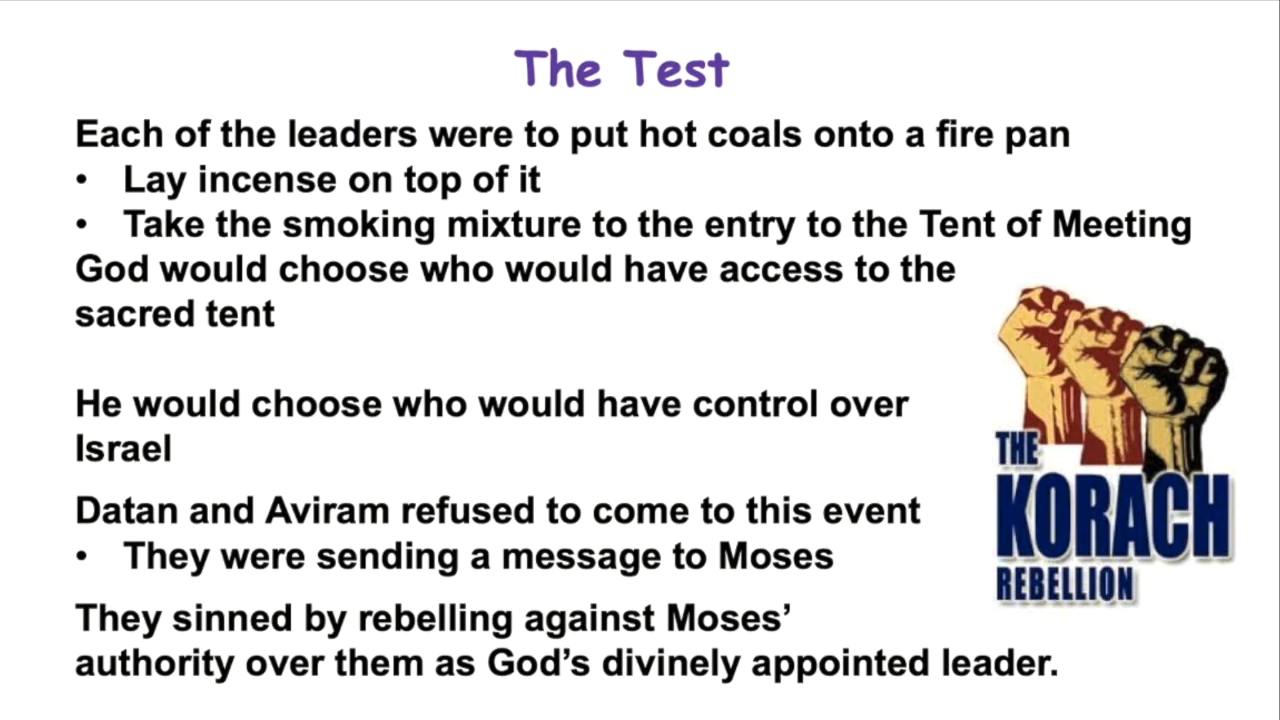 The Test
Each of the leaders were to put hot coals onto a fire pan
• Lay incense on top of it
• Take the smoking mixture to the entry to the Tent of Meeting
God would choose who would have access to the
sacred tent
He would choose who would have control over
Israel
Datan and Aviram refused to come to this event
• They were sending a message to Moses
They sinned by rebelling against Moses’
authority over them as God’s divinely appointed leader.
THE
KORACH
REBELLION